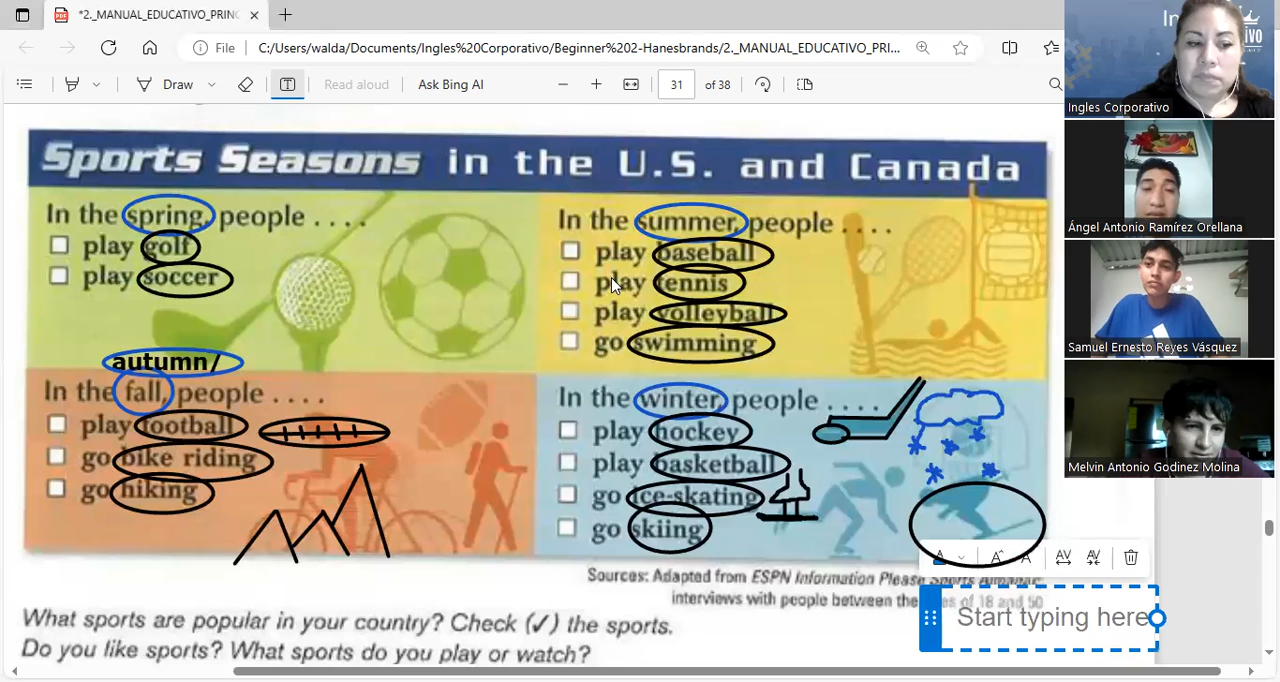 *2._MANUAL_EDUCATIVO_PRINC
File
C:/Users/walda/Documents/Ingles%20Corporativo/Beginner%202-Hanesbrands/2._MANUAL_EDUCATIVO_PRI...
Draw
Read aloud
Ask Bing AI
31
of 38
Sports Seasons in the U.S. and Canada
In the spring, people . . . .
play golf
play soccer
In the summer, people . . . .
play baseball
play tennis
play volleyball
go swimming
autumn/
In the fall, people . . . .
play football
go bike riding
go hiking
In the winter, people . . . .
play hockey
play basketball
go ice-skating
go skiing
Sources: Adapted from ESPN Information Please Sports Almanac
interviews with people between the ages of 18 and 50
What sports are popular in your country? Check (✓) the sports.
Do you like sports? What sports do you play or watch?
Start typing here
Ingles Corporativo
Ángel Antonio Ramírez Orellana
Samuel Ernesto Reyes Vásquez
Melvin Antonio Godinez Molina